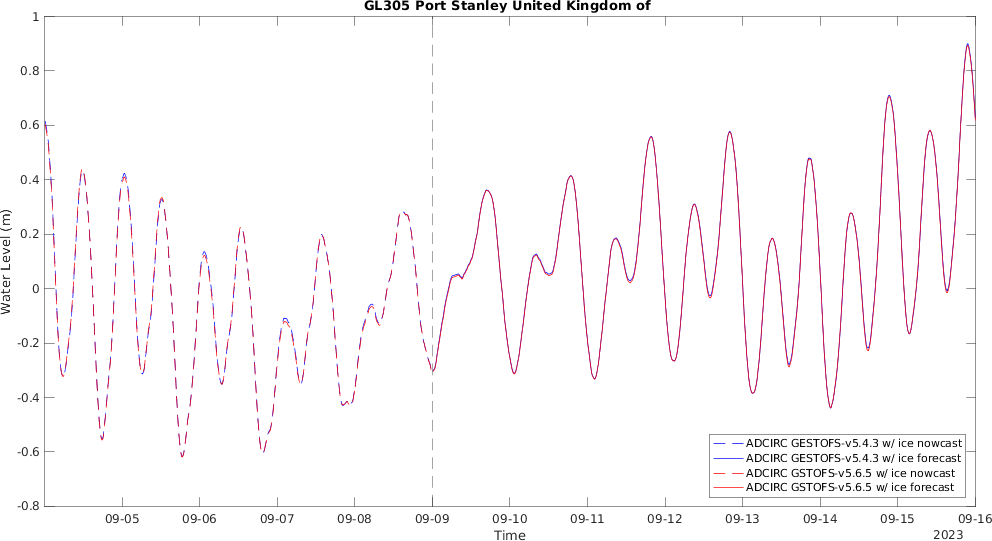 GL305 Port Stanley United Kingdom of
1
0.8
0.6
0.4
0.2
0
-0.2
-0.4
-0.6
-0.8
Water Level (m)
ADCIRC GESTOFS-v5.4.3 w/ ice nowcast
ADCIRC GESTOFS-v5.4.3 w/ ice forecast
ADCIRC GSTOFS-v5.6.5 w/ ice nowcast
ADCIRC GSTOFS-v5.6.5 w/ ice forecast
09-05 09-06 09-07 09-08 09-09 09-10 09-11 09-12 09-13 09-14 09-15 09-16
Time
2023